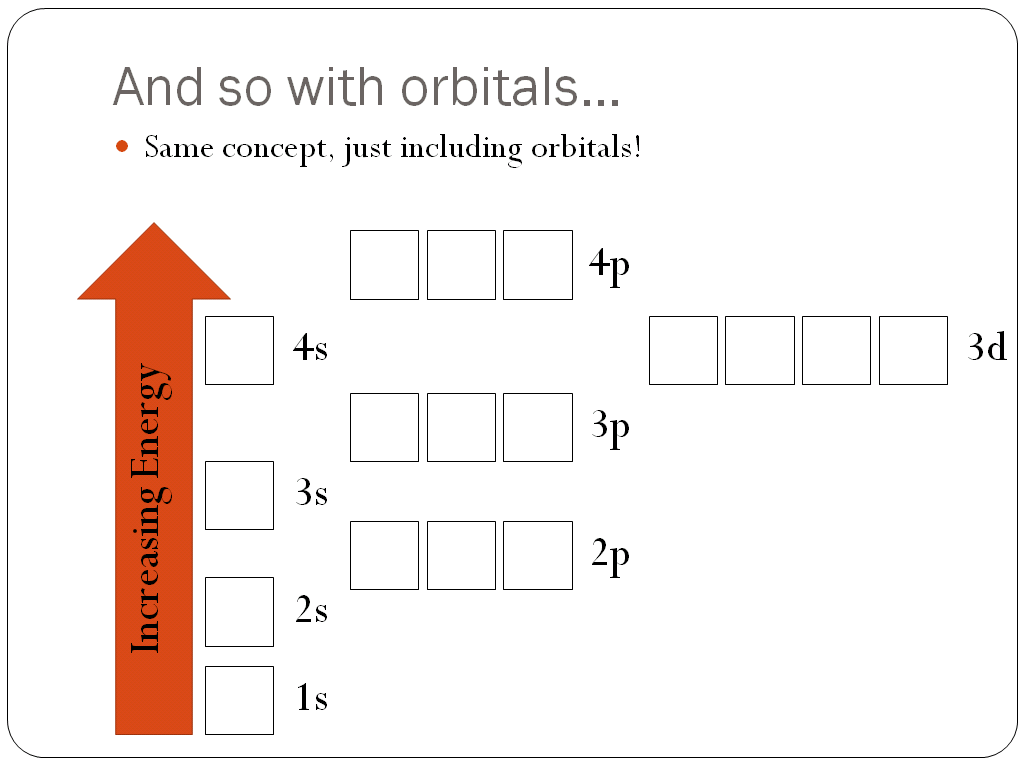 And so with orbitals...
Same concept, just including orbitals!
4p
4s
3d
3p
3s
2p
2s
1s
Increasing Energy